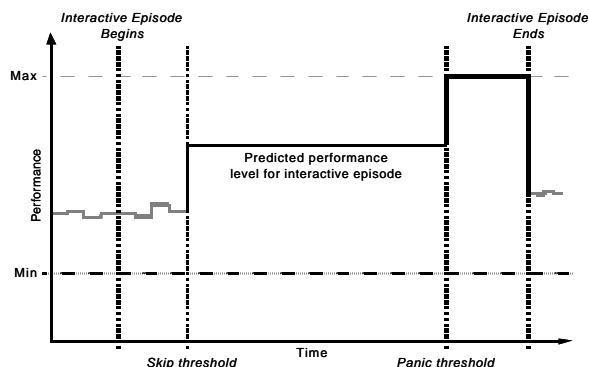 Interactive Episode
Begins
Interactive Episode
Ends
Max
Performance
Predicted performance
level for interactive episode
Min
Time
Skip threshold
Panic threshold